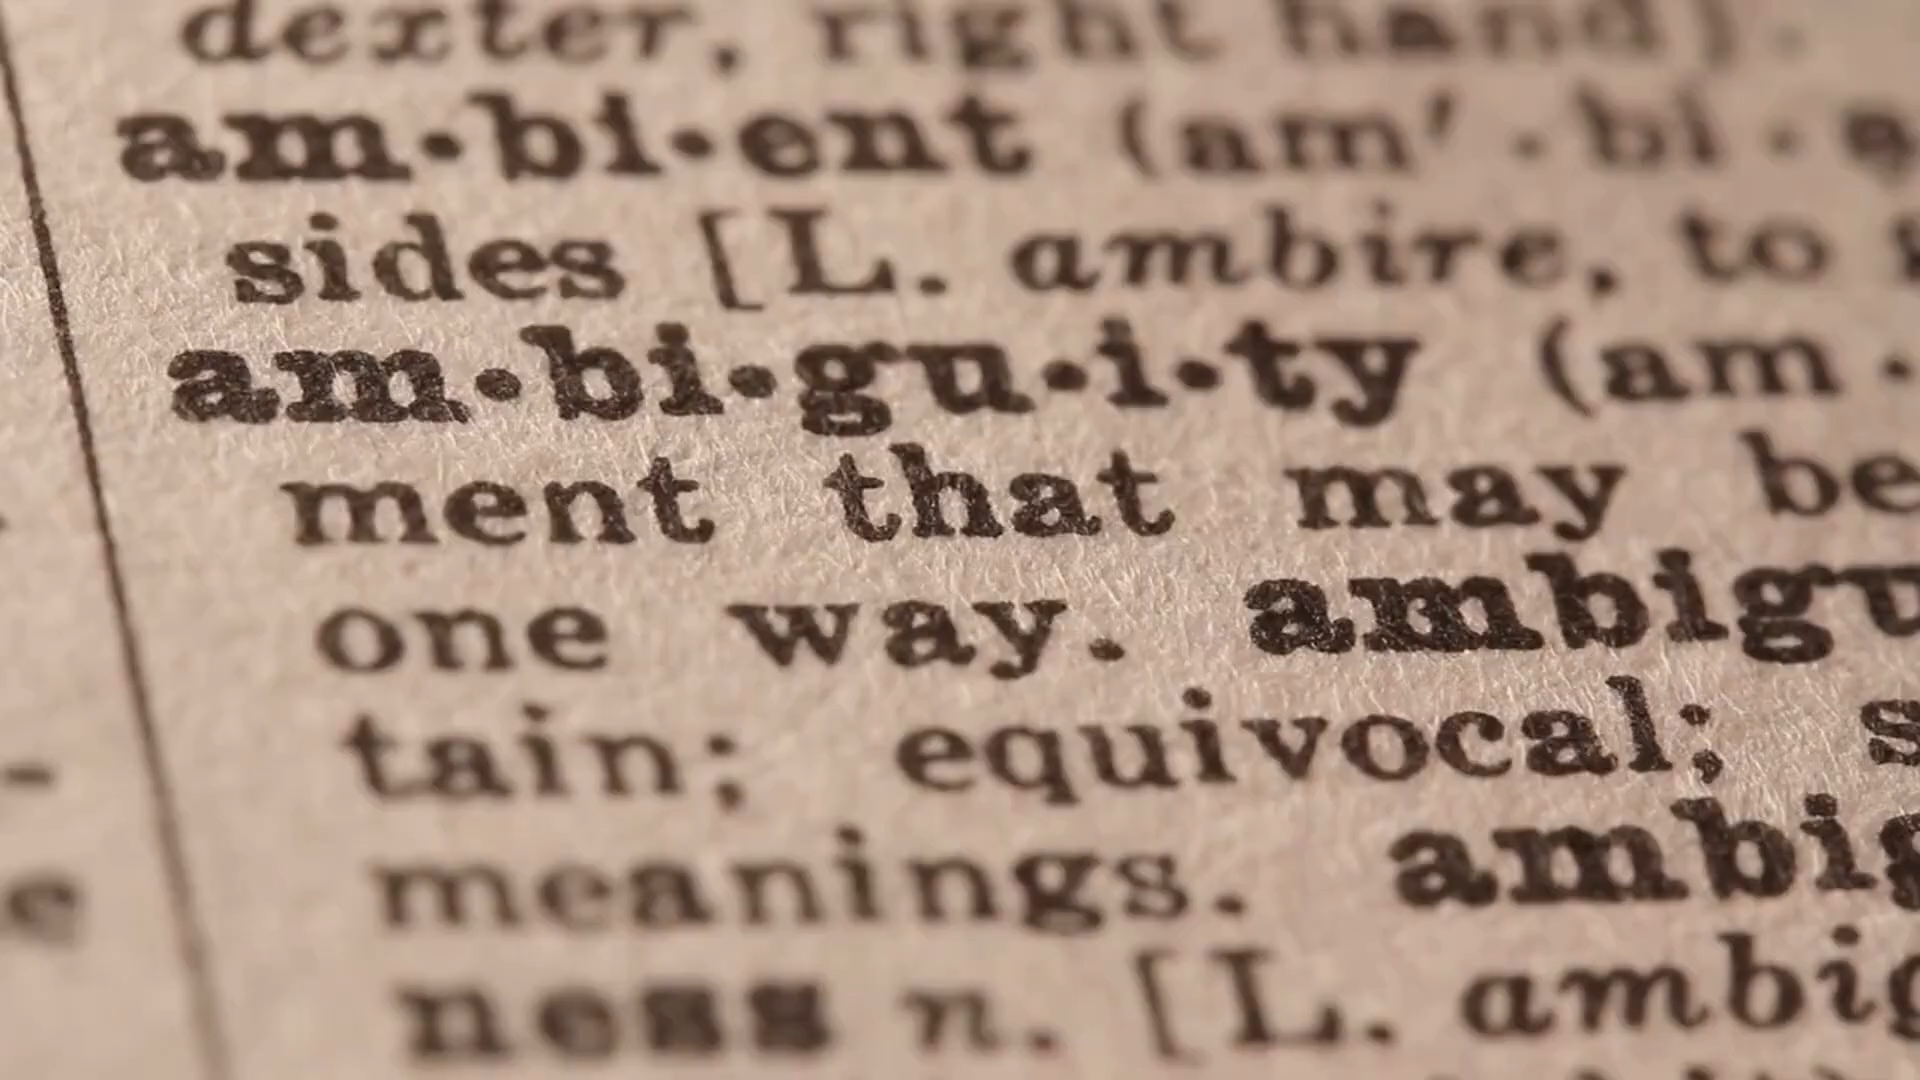 dexter, right hand].
am•bi•ent (am′ · bi ·
sides [L. ambire, to
am•bi•gu•i•ty (am ·
ment that may be
one way. ambigu
tain; equivocal; s
meanings. ambig
ness n. [L. ambig